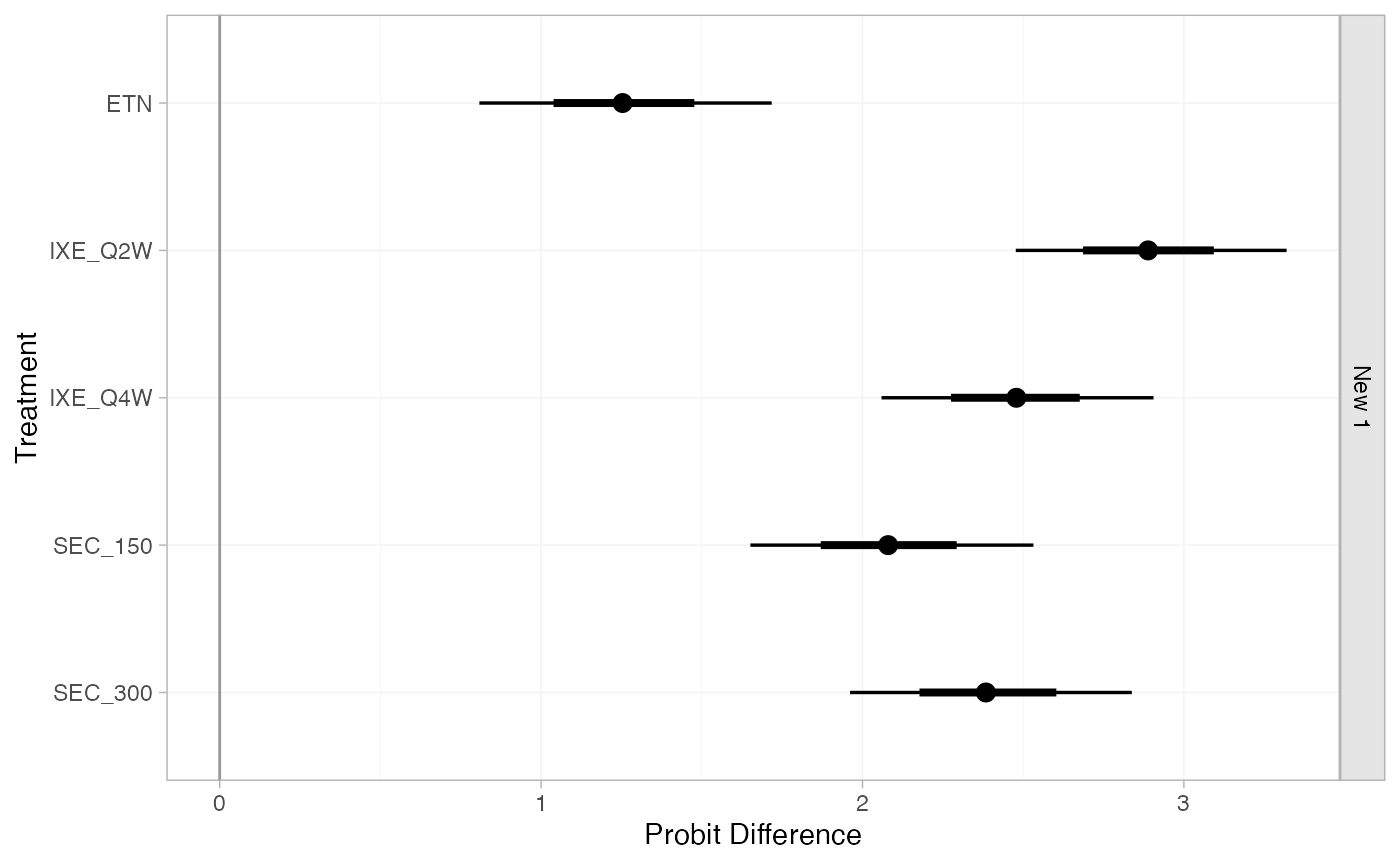 ETN
IXE_Q2W
IXE_Q4W
SEC_150
SEC_300
Treatment
New 1
0 1 2 3
Probit Difference